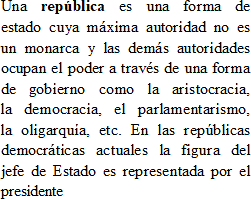 Una república es una forma de
estado cuya máxima autoridad no es
un monarca y las demás autoridades
ocupan el poder a través de una forma
de gobierno como la aristocracia,
la democracia, el parlamentarismo,
la oligarquía, etc. En las repúblicas
democráticas actuales la figura del
jefe de Estado es representada por el
presidente